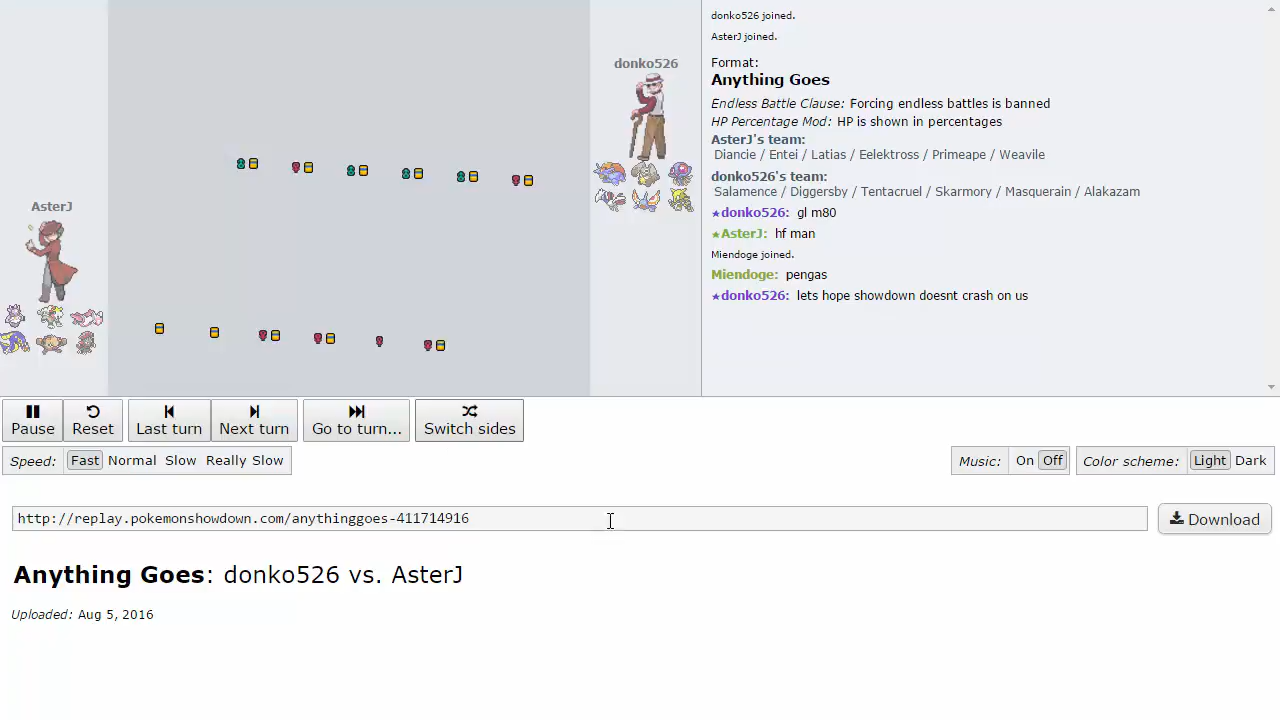 donko526 joined.
AsterJ joined.
Format:
Anything Goes
Endless Battle Clause: Forcing endless battles is banned
HP Percentage Mod: HP is shown in percentages
AsterJ's team:
Diancie / Entei / Latias / Eelektross / Primeape / Weavile
donko526's team:
Salamence / Diggersby / Tentacruel / Skarmory / Masquerain / Alakazam
★donko526: gl m80
★AsterJ: hf man
Miendoge joined.
Miendoge: pengas
★donko526: lets hope showdown doesnt crash on us
donko526
AsterJ
Pause Reset Last turn Next turn Go to turn... Switch sides
Speed: Fast Normal Slow Really Slow Music: On Off Color scheme: Light Dark
http://replay.pokemonshowdown.com/anythinggoes-411714916 Download
Anything Goes: donko526 vs. AsterJ
Uploaded: Aug 5, 2016